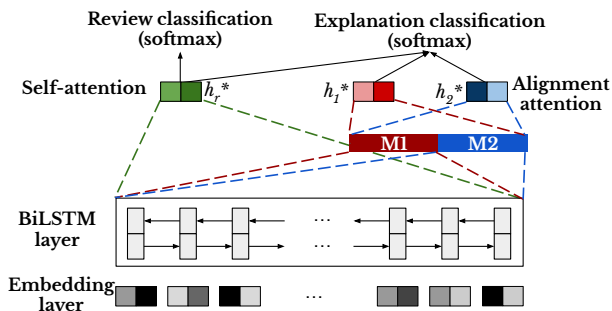 Review classification
(softmax)
Explanation classification
(softmax)
Self-attention
h_r*
h_1*
h_2*
Alignment
attention
M1
M2
BiLSTM
layer
...
Embedding
layer
...